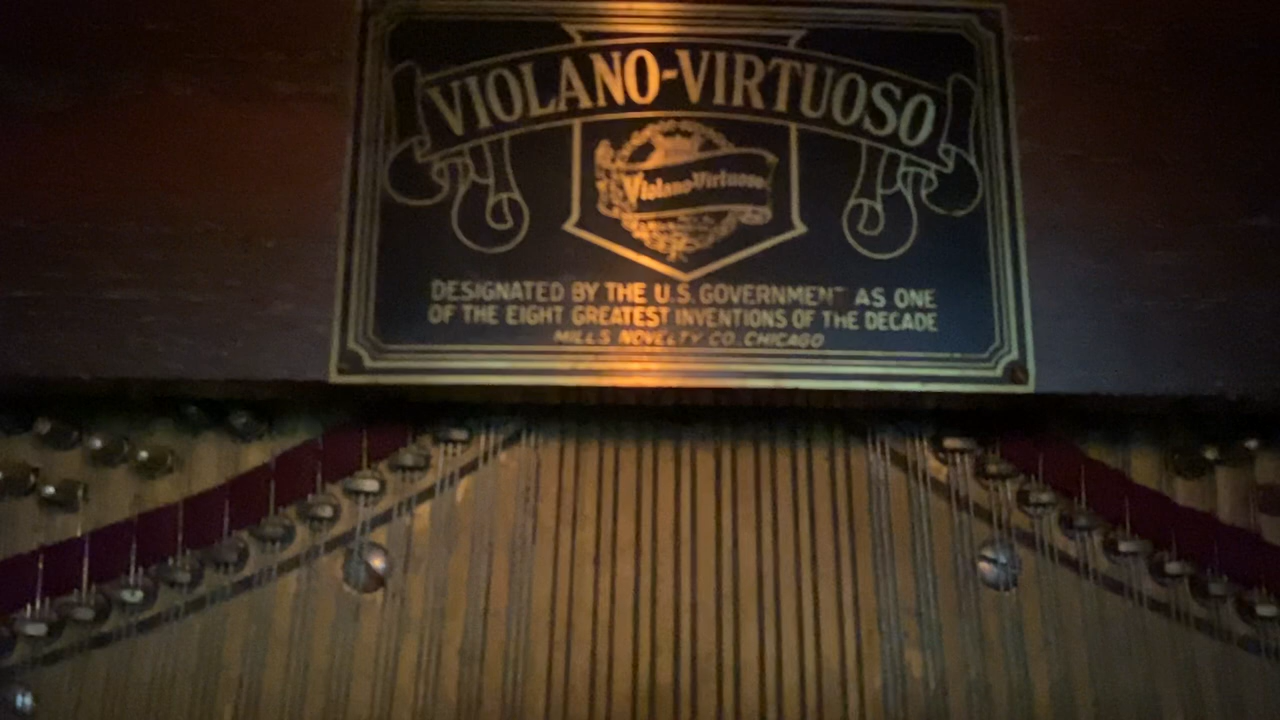 VIOLANO-VIRTUOSO
Violano-Virtuoso
DESIGNATED BY THE U.S. GOVERNMENT AS ONE
OF THE EIGHT GREATEST INVENTIONS OF THE DECADE
MILLS NOVELTY CO. CHICAGO